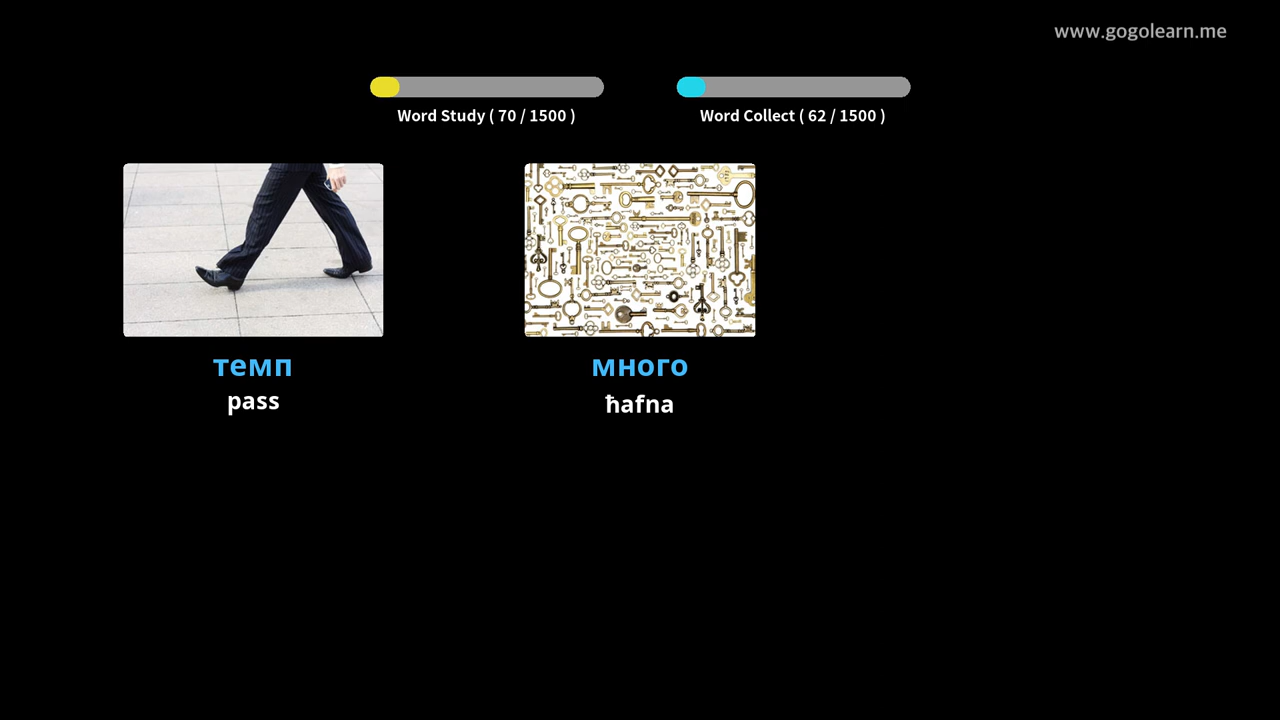 www.gogolearn.me
Word Study ( 70 / 1500 )
Word Collect ( 62 / 1500 )
темп
pass
много
ħafna